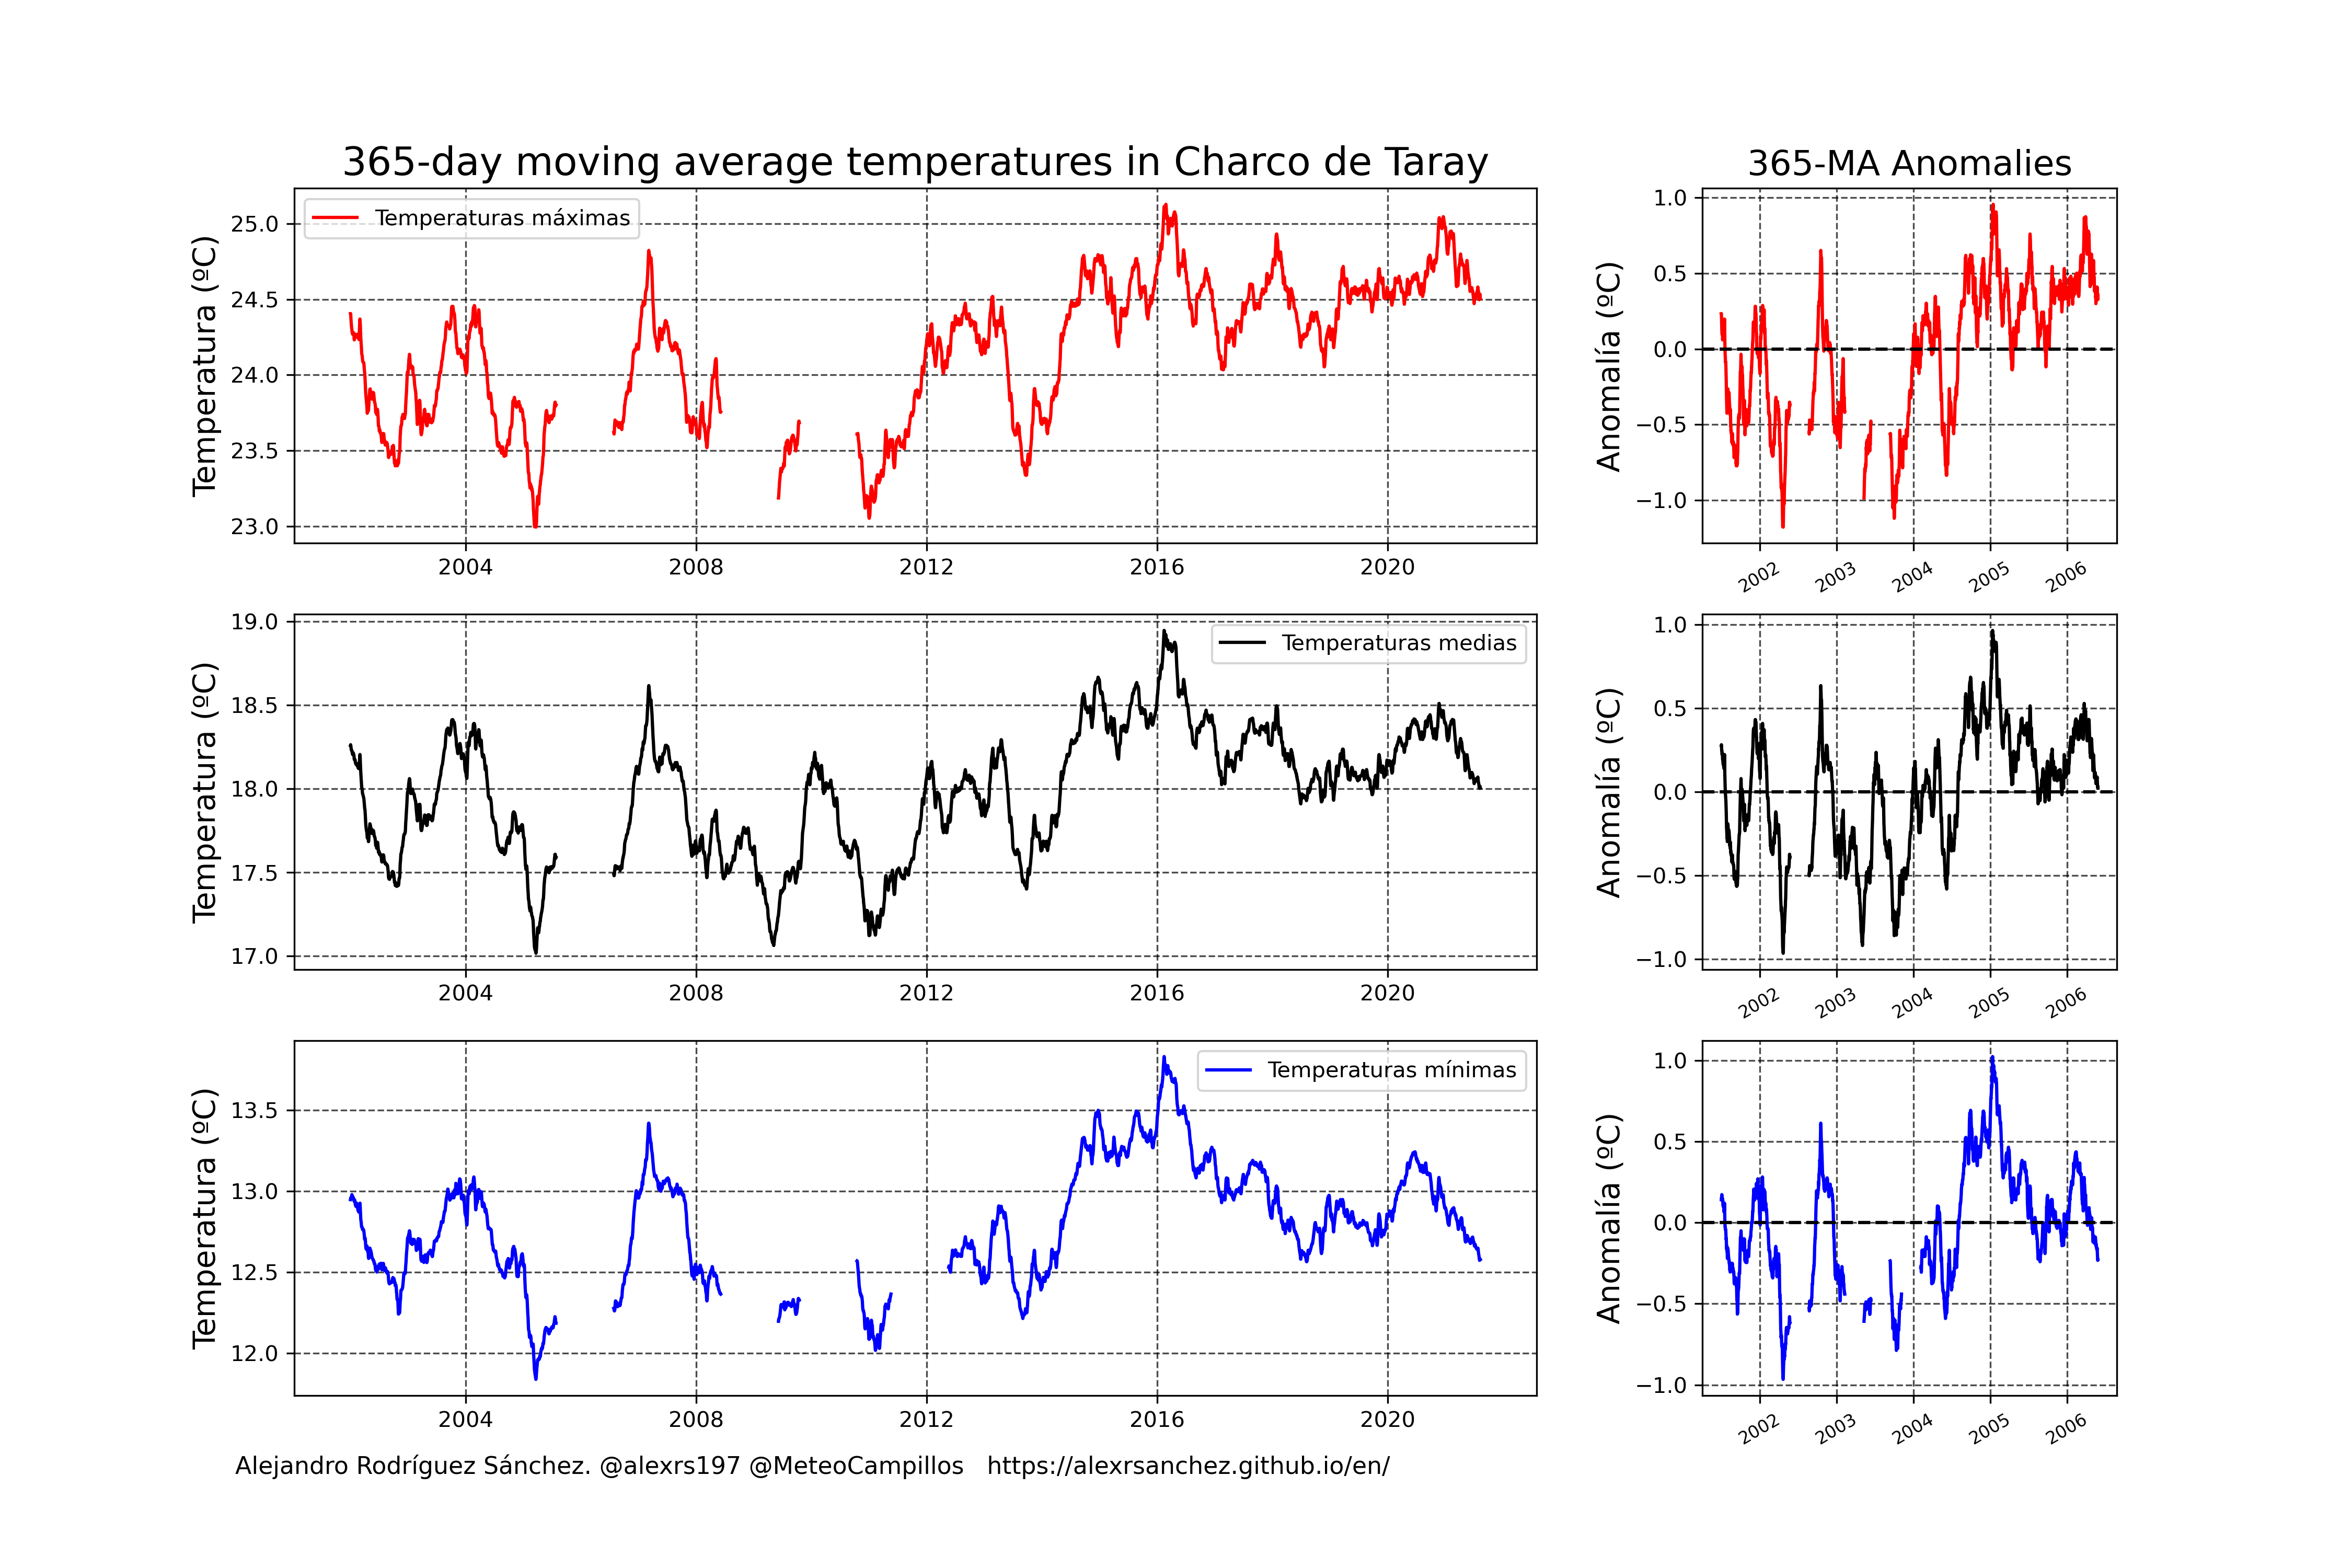 365-day moving average temperatures in Charco de Taray
365-MA Anomalies
Temperatura (ºC)
25.0
24.5
24.0
23.5
23.0
Temperaturas máximas
2004 2008 2012 2016 2020
Anomalía (ºC)
1.0
0.5
0.0
−0.5
−1.0
2002 2003 2004 2005 2006
Temperatura (ºC)
19.0
18.5
18.0
17.5
17.0
Temperaturas medias
2004 2008 2012 2016 2020
Anomalía (ºC)
1.0
0.5
0.0
−0.5
−1.0
2002 2003 2004 2005 2006
Temperatura (ºC)
13.5
13.0
12.5
12.0
Temperaturas mínimas
2004 2008 2012 2016 2020
Anomalía (ºC)
1.0
0.5
0.0
−0.5
−1.0
2002 2003 2004 2005 2006
Alejandro Rodríguez Sánchez. @alexrs197 @MeteoCampillos https://alexrsanchez.github.io/en/